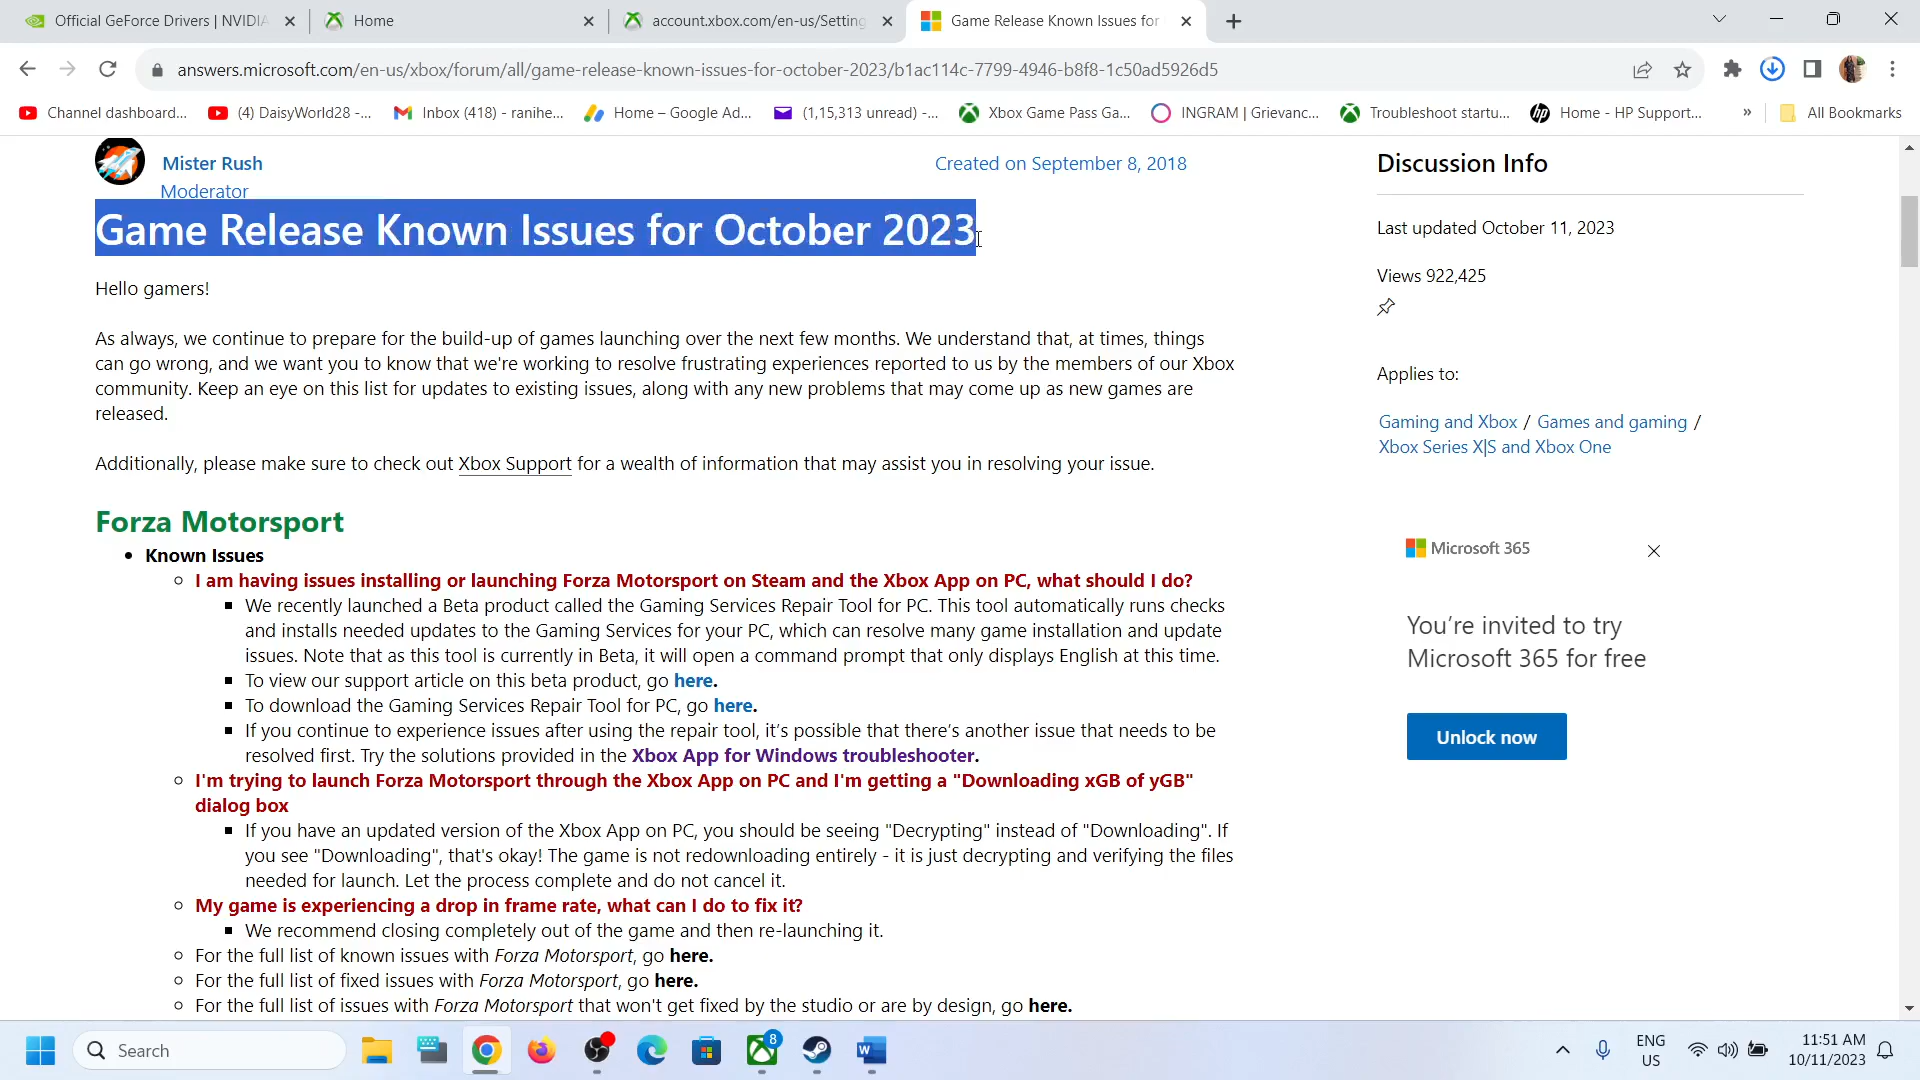 Official GeForce Drivers | NVIDIA
Home
account.xbox.com/en-us/Setting
Game Release Known Issues for
answers.microsoft.com/en-us/xbox/forum/all/game-release-known-issues-for-october-2023/b1ac114c-7799-4946-b8f8-1c50ad5926d5
Channel dashboard...
(4) DaisyWorld28 -...
Inbox (418) - ranihe...
Home – Google Ad...
(1,15,313 unread) -...
Xbox Game Pass Ga...
INGRAM | Grievanc...
Troubleshoot startu...
Home - HP Support...
»
All Bookmarks
Mister Rush
Moderator
Created on September 8, 2018
Game Release Known Issues for October 2023
Hello gamers!
As always, we continue to prepare for the build-up of games launching over the next few months. We understand that, at times, things
can go wrong, and we want you to know that we're working to resolve frustrating experiences reported to us by the members of our Xbox
community. Keep an eye on this list for updates to existing issues, along with any new problems that may come up as new games are
released.
Additionally, please make sure to check out Xbox Support for a wealth of information that may assist you in resolving your issue.
Forza Motorsport
Known Issues
I am having issues installing or launching Forza Motorsport on Steam and the Xbox App on PC, what should I do?
We recently launched a Beta product called the Gaming Services Repair Tool for PC. This tool automatically runs checks
and installs needed updates to the Gaming Services for your PC, which can resolve many game installation and update
issues. Note that as this tool is currently in Beta, it will open a command prompt that only displays English at this time.
To view our support article on this beta product, go here.
To download the Gaming Services Repair Tool for PC, go here.
If you continue to experience issues after using the repair tool, it’s possible that there’s another issue that needs to be
resolved first. Try the solutions provided in the Xbox App for Windows troubleshooter.
I'm trying to launch Forza Motorsport through the Xbox App on PC and I'm getting a "Downloading xGB of yGB"
dialog box
If you have an updated version of the Xbox App on PC, you should be seeing "Decrypting" instead of "Downloading". If
you see "Downloading", that's okay! The game is not redownloading entirely - it is just decrypting and verifying the files
needed for launch. Let the process complete and do not cancel it.
My game is experiencing a drop in frame rate, what can I do to fix it?
We recommend closing completely out of the game and then re-launching it.
For the full list of known issues with Forza Motorsport, go here.
For the full list of fixed issues with Forza Motorsport, go here.
For the full list of issues with Forza Motorsport that won't get fixed by the studio or are by design, go here.
Discussion Info
Last updated October 11, 2023
Views 922,425
Applies to:
Gaming and Xbox / Games and gaming /
Xbox Series X|S and Xbox One
Microsoft 365
You’re invited to try
Microsoft 365 for free
Unlock now
Search
8
W
ENG
US
11:51 AM
10/11/2023